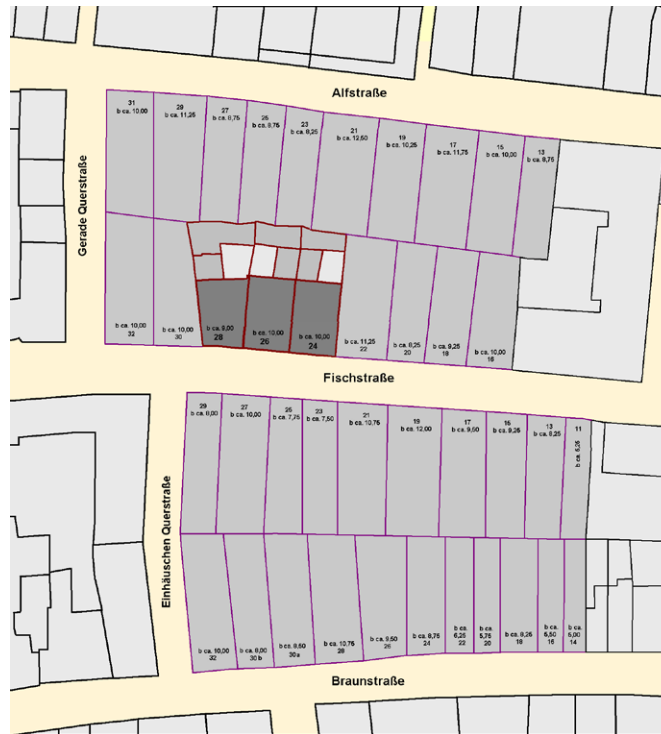 Alfstraße
31
b ca. 10,00
29
b ca. 11,25
27
b ca. 8,75
25
b ca. 8,75
23
b ca. 8,25
21
b ca. 12,50
19
b ca. 10,25
17
b ca. 11,75
15
b ca. 10,00
13
b ca. 8,75
Gerade Querstraße
b ca. 10,00
32
b ca. 10,00
30
b ca. 9,00
28
b ca. 10,00
26
b ca. 10,00
24
b ca. 11,25
22
b ca. 8,25
20
b ca. 9,25
18
b ca. 10,00
16
Fischstraße
29
b ca. 8,00
27
b ca. 10,00
25
b ca. 7,75
23
b ca. 7,50
21
b ca. 10,75
19
b ca. 12,00
17
b ca. 9,50
15
b ca. 9,25
13
b ca. 8,25
11
b ca. 5,25
Einhäuschen Querstraße
b ca. 10,00
32
b ca. 8,00
30 b
b ca. 8,50
30 a
b ca. 10,75
28
b ca. 9,50
26
b ca. 8,75
24
b ca.
6,25
22
b ca.
5,75
20
b ca. 8,25
18
b ca.
5,50
16
b ca.
5,00
14
Braunstraße